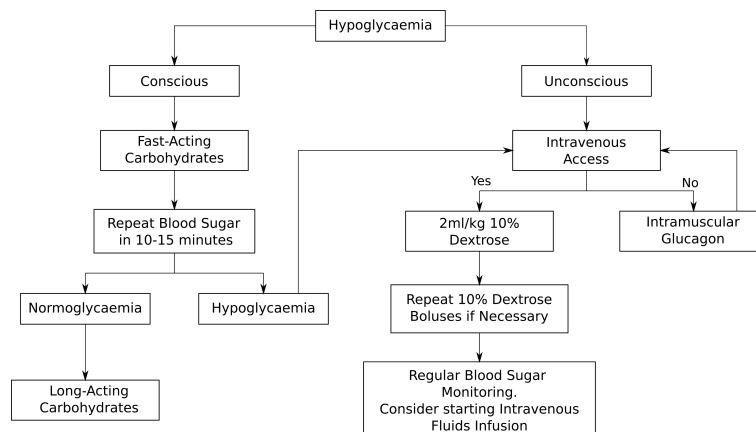 Hypoglycaemia
Conscious
Unconscious
Fast-Acting
Carbohydrates
Intravenous
Access
Yes
No
Repeat Blood Sugar
in 10-15 minutes
2ml/kg 10%
Dextrose
Intramuscular
Glucagon
Normoglycaemia
Hypoglycaemia
Repeat 10% Dextrose
Boluses if Necessary
Long-Acting
Carbohydrates
Regular Blood Sugar
Monitoring.
Consider starting Intravenous
Fluids Infusion